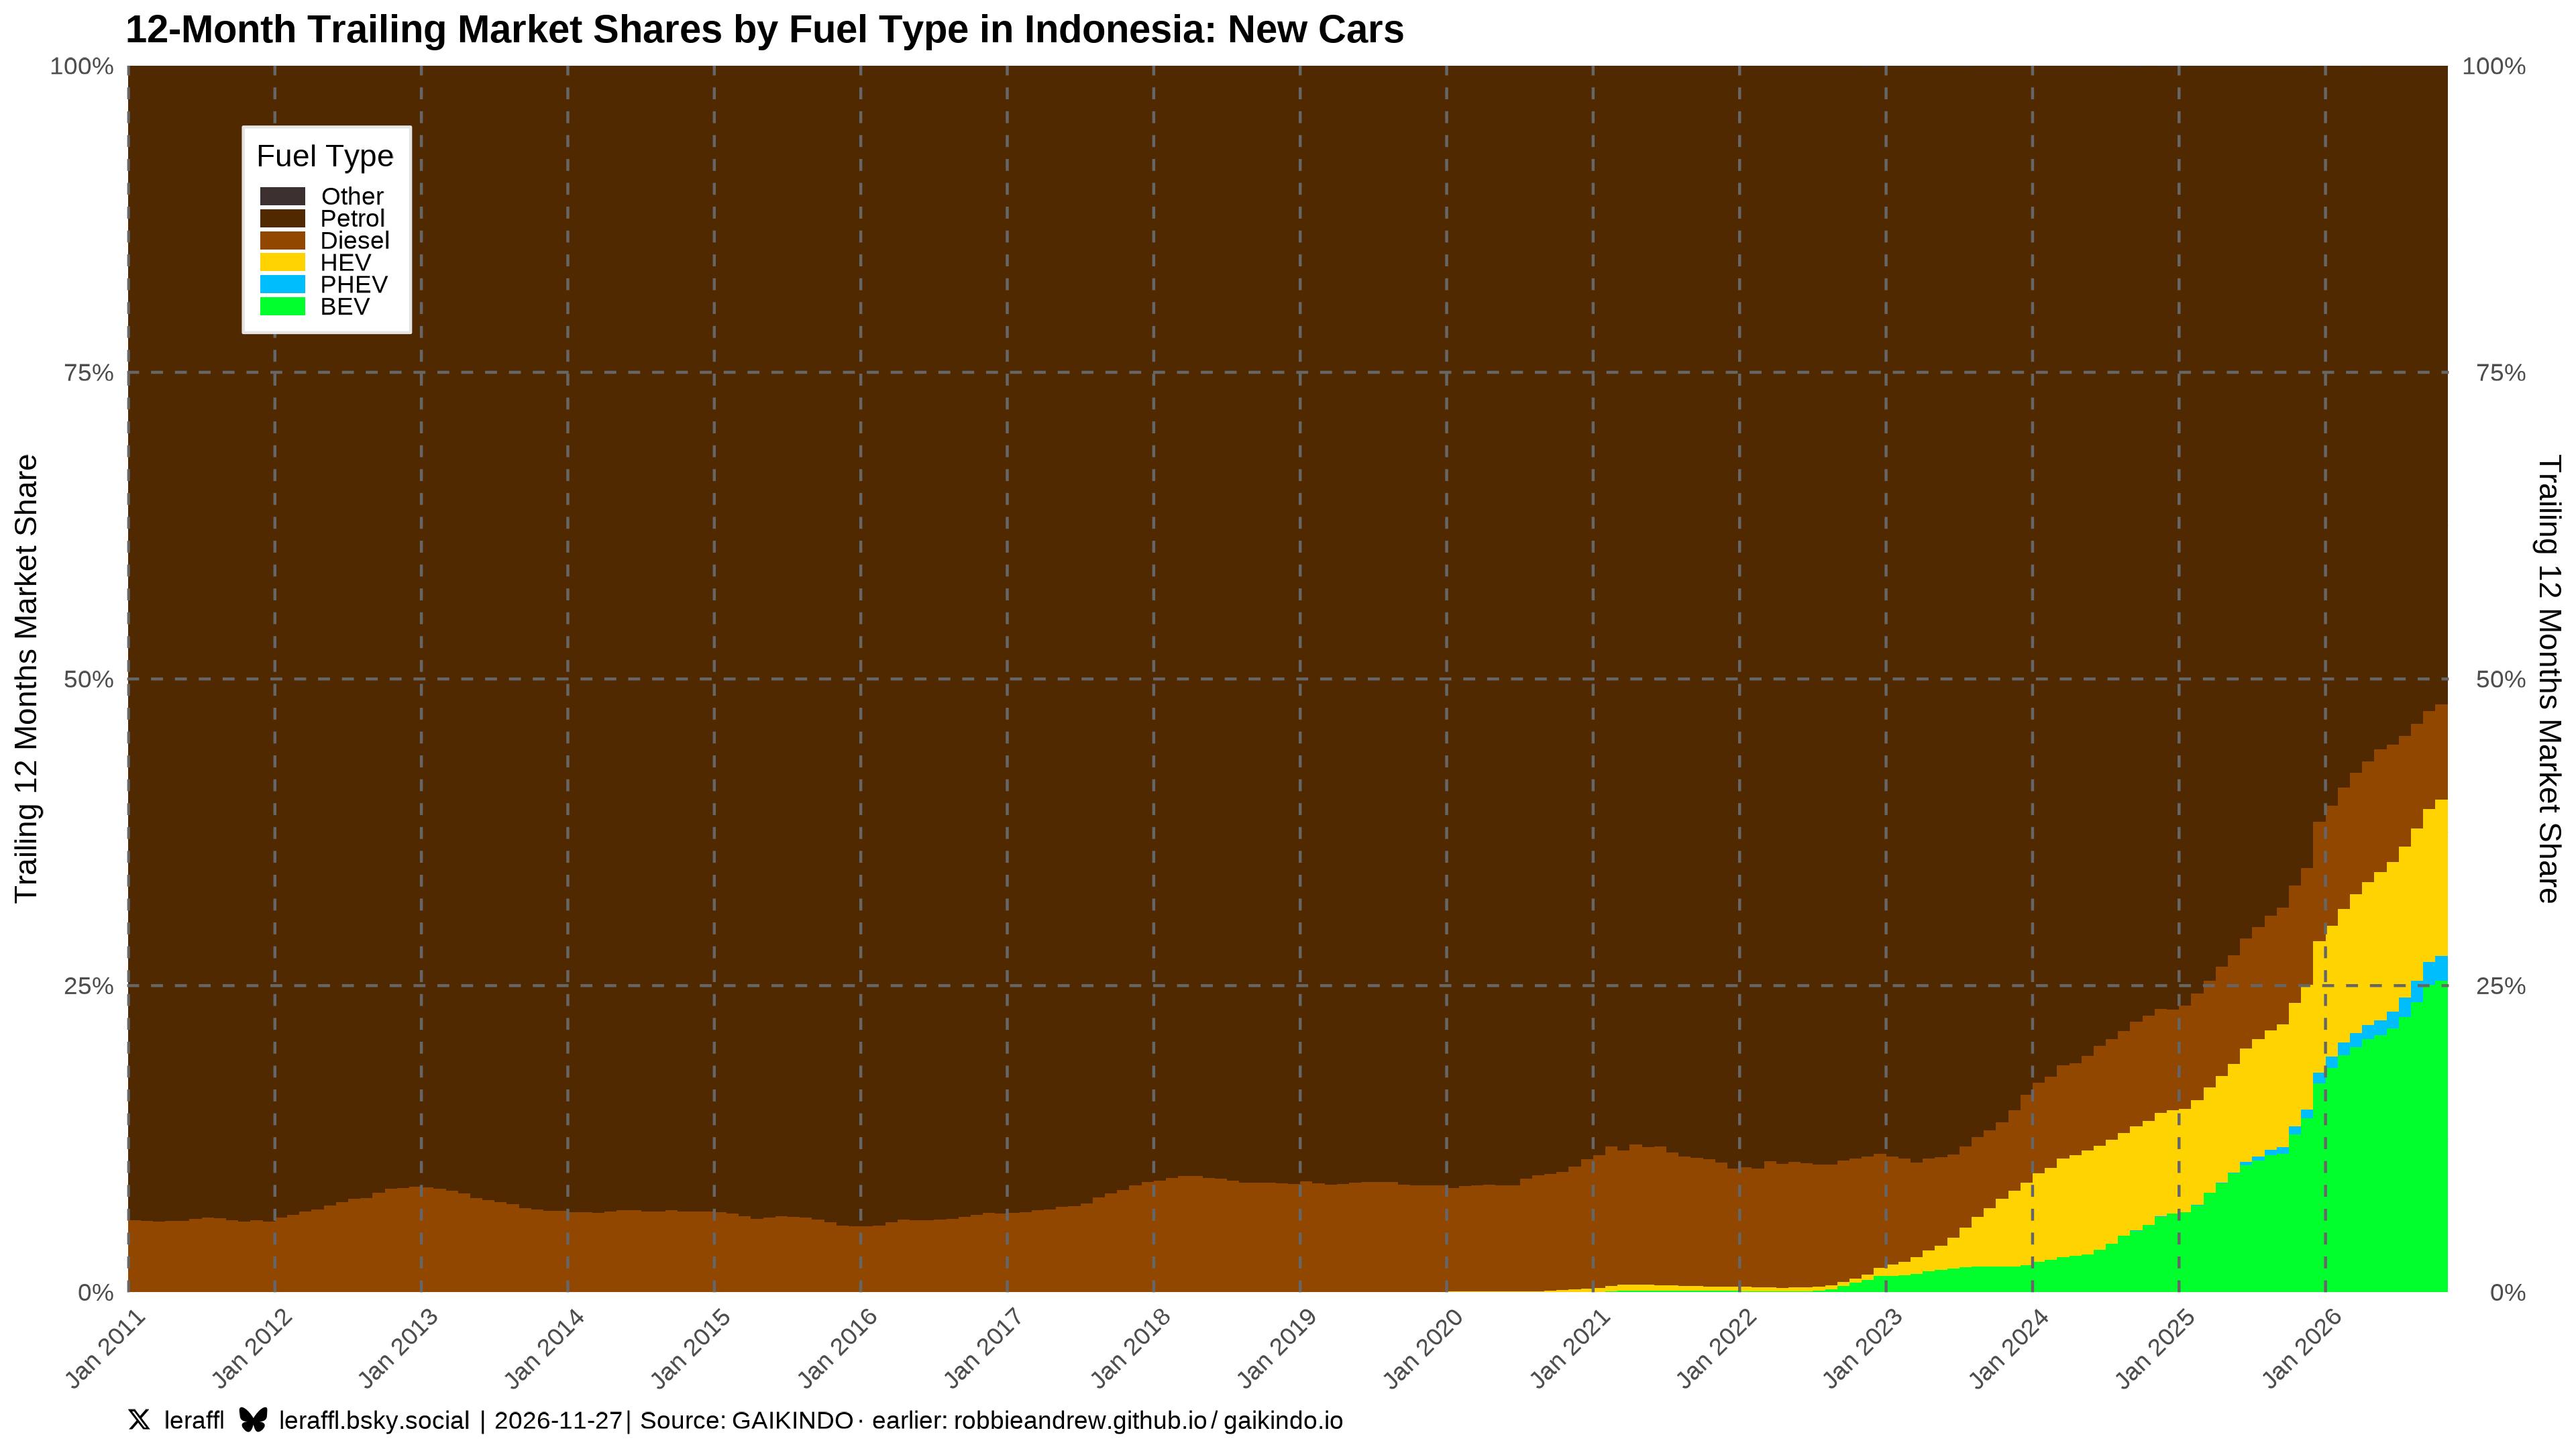 12-Month Trailing Market Shares by Fuel Type in Indonesia: New Cars
100%
100%
Fuel Type
Other
Petrol
Diesel
HEV
PHEV
BEV
75%
75%
Trailing 12 Months Market Share
Trailing 12 Months Market Share
50%
50%
25%
25%
0%
0%
Jan 2011
Jan 2012
Jan 2013
Jan 2014
Jan 2015
Jan 2016
Jan 2017
Jan 2018
Jan 2019
Jan 2020
Jan 2021
Jan 2022
Jan 2023
Jan 2024
Jan 2025
Jan 2026
leraffl leraffl.bsky.social | 2026-11-27| Source: GAIKINDO · earlier: robbieandrew.github.io / gaikindo.io